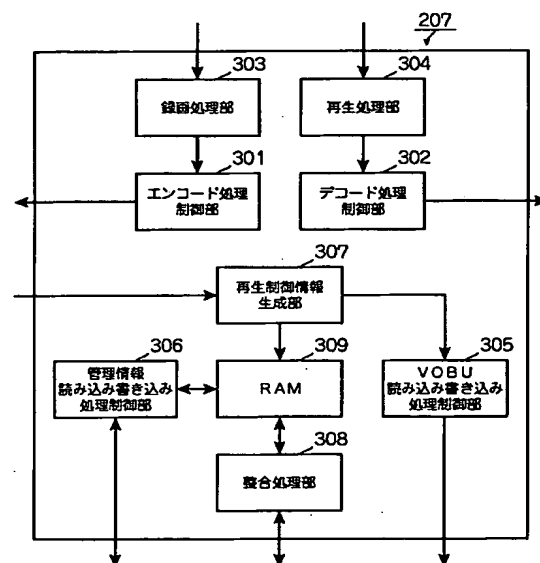 207
303
録画処理部
304
再生処理部
301
エンコード処理
制御部
302
デコード処理
制御部
307
再生制御情報
生成部
306
管理情報
読み込み書き込み
処理制御部
309
RAM
305
VOBU
読み込み書き込み
処理制御部
308
整合処理部